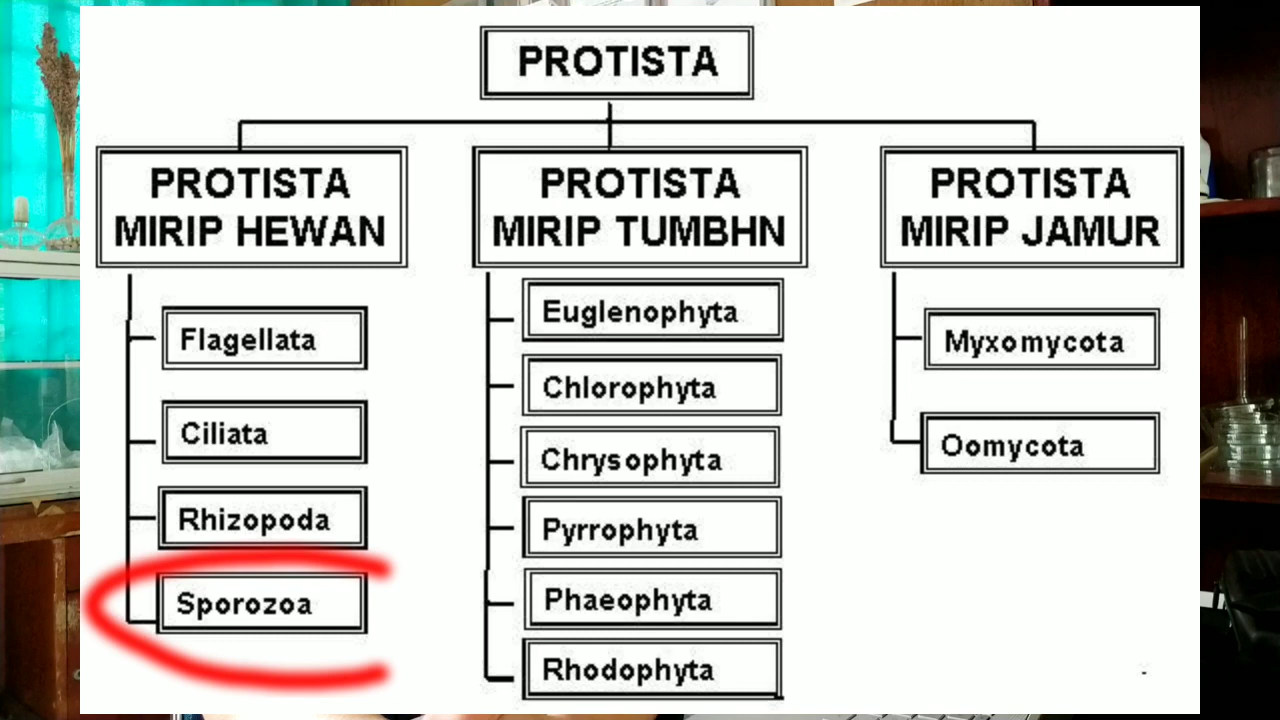 PROTISTA
PROTISTA
MIRIP HEWAN
Flagellata
Ciliata
Rhizopoda
Sporozoa
PROTISTA
MIRIP TUMBHN
Euglenophyta
Chlorophyta
Chrysophyta
Pyrrophyta
Phaeophyta
Rhodophyta
PROTISTA
MIRIP JAMUR
Myxomycota
Oomycota